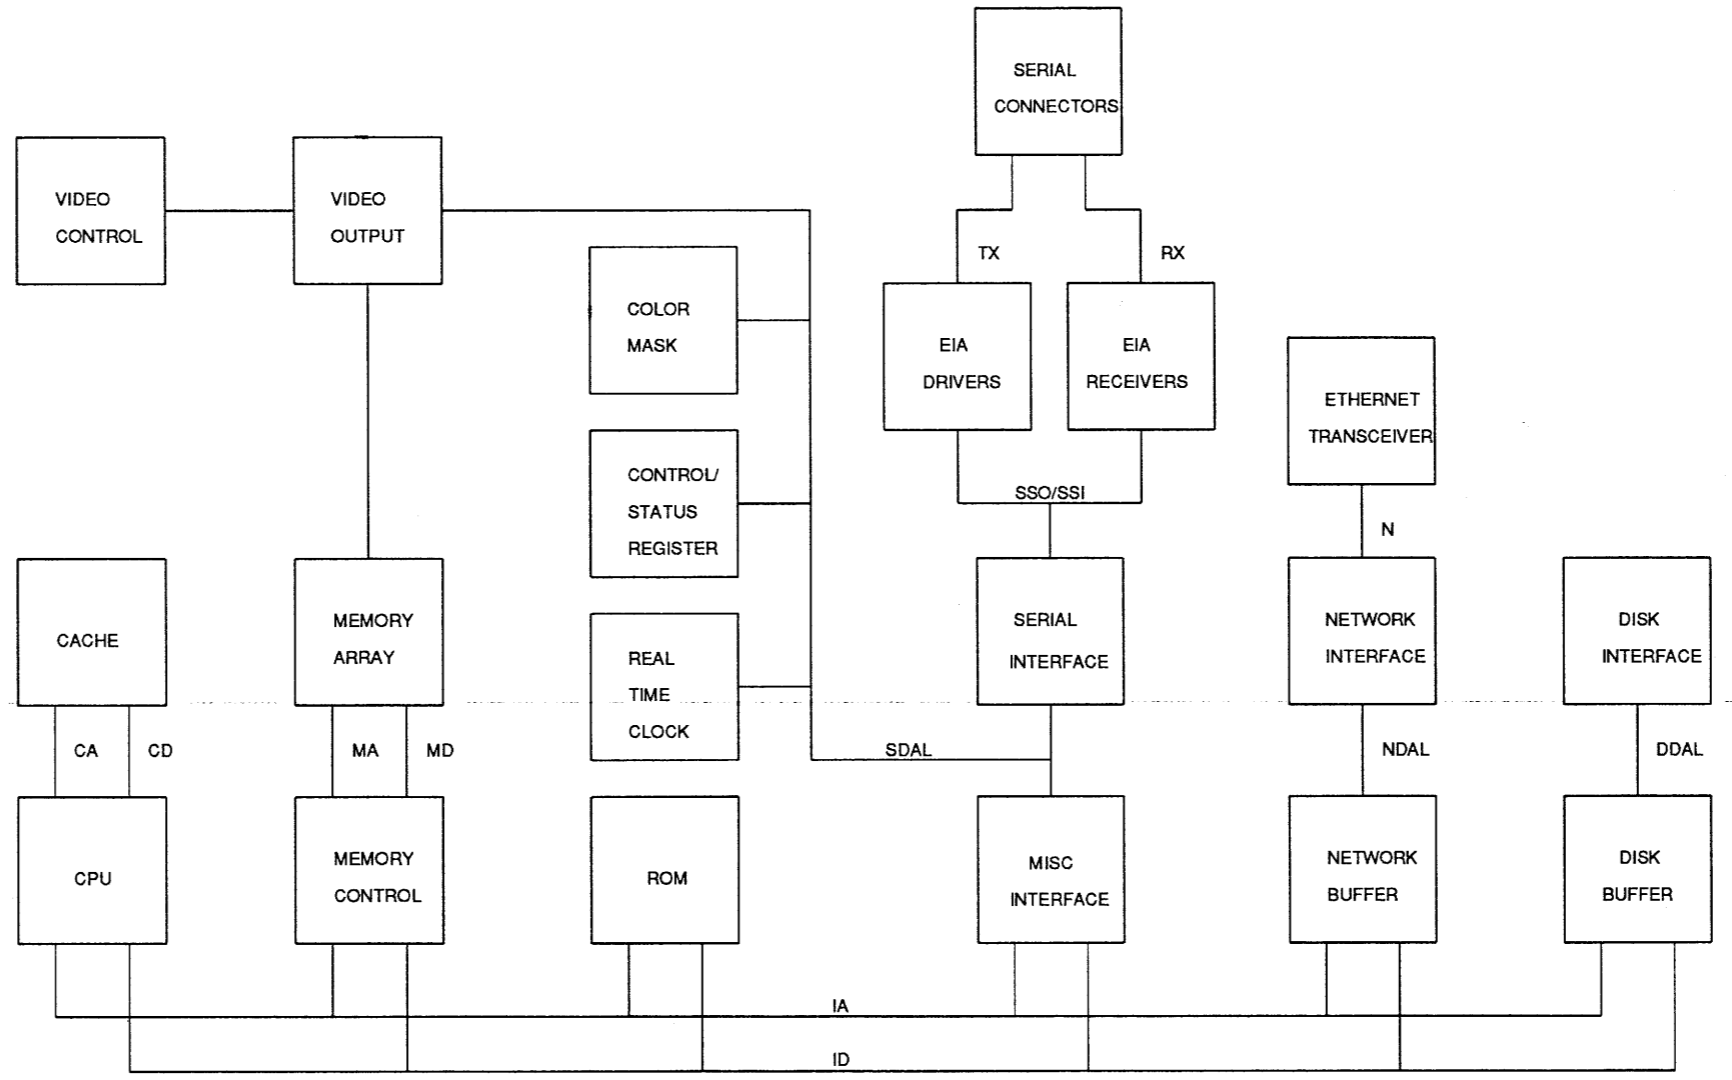 SERIAL
CONNECTORS
VIDEO
CONTROL
VIDEO
OUTPUT
TX
RX
COLOR
MASK
EIA
DRIVERS
EIA
RECEIVERS
ETHERNET
TRANSCEIVER
CONTROL/
STATUS
REGISTER
SSO/SSI
N
CACHE
MEMORY
ARRAY
REAL
TIME
CLOCK
SERIAL
INTERFACE
NETWORK
INTERFACE
DISK
INTERFACE
CA
CD
MA
MD
SDAL
NDAL
DDAL
CPU
MEMORY
CONTROL
ROM
MISC
INTERFACE
NETWORK
BUFFER
DISK
BUFFER
IA
ID